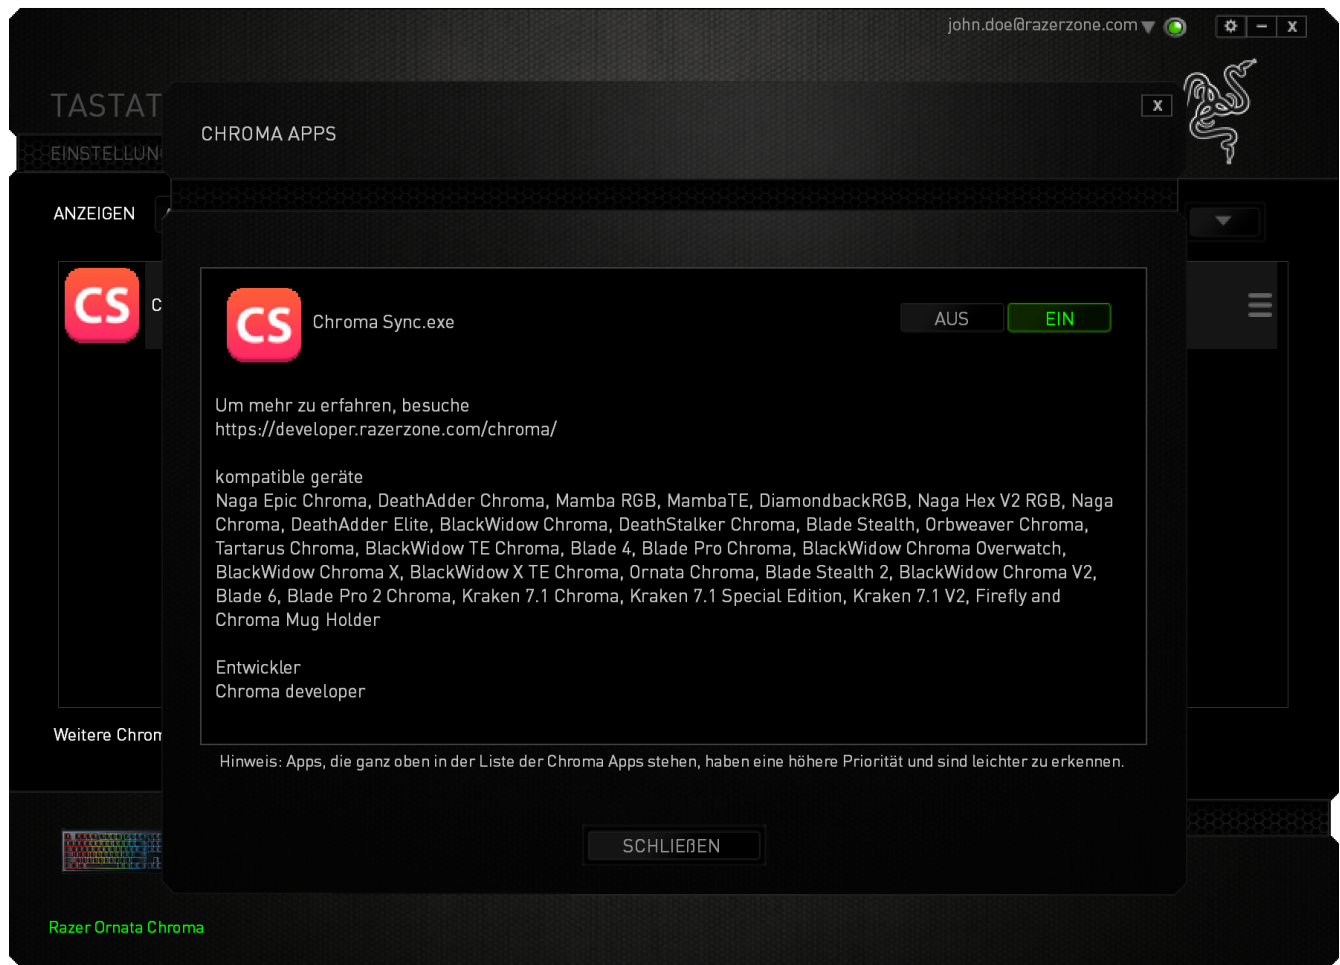 john.doe@razerzone.com
X
TASTAT
CHROMA APPS
X
EINSTELLUN
ANZEIGEN
CS
C
CS
Chroma Sync.exe
AUS
EIN
Um mehr zu erfahren, besuche
https://developer.razerzone.com/chroma/
kompatible geräte
Naga Epic Chroma, DeathAdder Chroma, Mamba RGB, MambaTE, DiamondbackRGB, Naga Hex V2 RGB, Naga
Chroma, DeathAdder Elite, BlackWidow Chroma, DeathStalker Chroma, Blade Stealth, Orbweaver Chroma,
Tartarus Chroma, BlackWidow TE Chroma, Blade 4, Blade Pro Chroma, BlackWidow Chroma Overwatch,
BlackWidow Chroma X, BlackWidow X TE Chroma, Ornata Chroma, Blade Stealth 2, BlackWidow Chroma V2,
Blade 6, Blade Pro 2 Chroma, Kraken 7.1 Chroma, Kraken 7.1 Special Edition, Kraken 7.1 V2, Firefly and
Chroma Mug Holder
Entwickler
Chroma developer
Weitere Chrom
Hinweis: Apps, die ganz oben in der Liste der Chroma Apps stehen, haben eine höhere Priorität und sind leichter zu erkennen.
SCHLIEẞEN
Razer Ornata Chroma